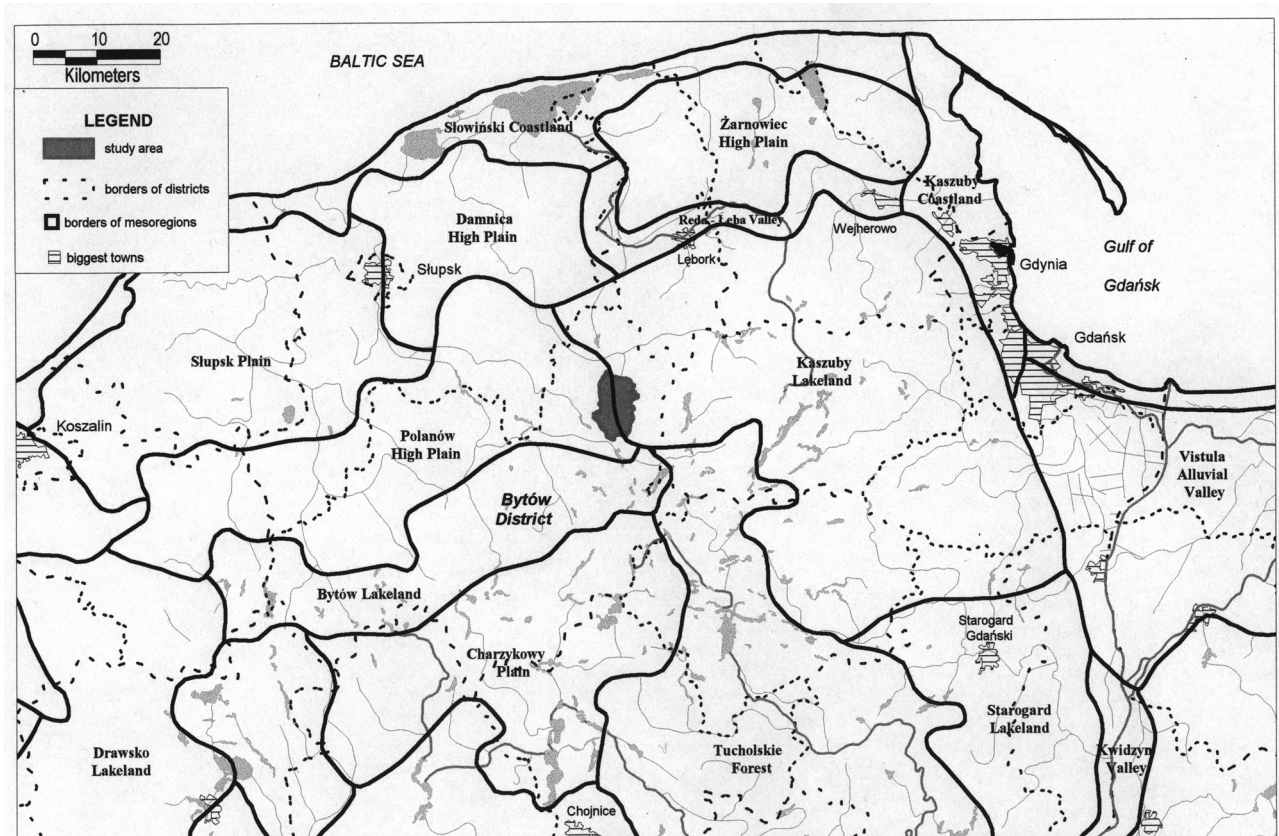 0 10 20
Kilometers
BALTIC SEA
LEGEND
study area
borders of districts
borders of mesoregions
biggest towns
Słowiński Coastland
Żarnowiec
High Plain
Kaszuby
Coastland
Damnica
High Plain
Reda - Łeba Valley
Wejherowo
Lębork
Słupsk
Gdynia
Gulf of
Gdańsk
Gdańsk
Słupsk Plain
Kaszuby
Lakeland
Koszalin
Polanów
High Plain
Vistula
Alluvial
Valley
Bytów
District
Bytów Lakeland
Starogard
Gdański
Charzykowy
Plain
Starogard
Lakeland
Drawsko
Lakeland
Tucholskie
Forest
Kwidzyn
Valley
Chojnice